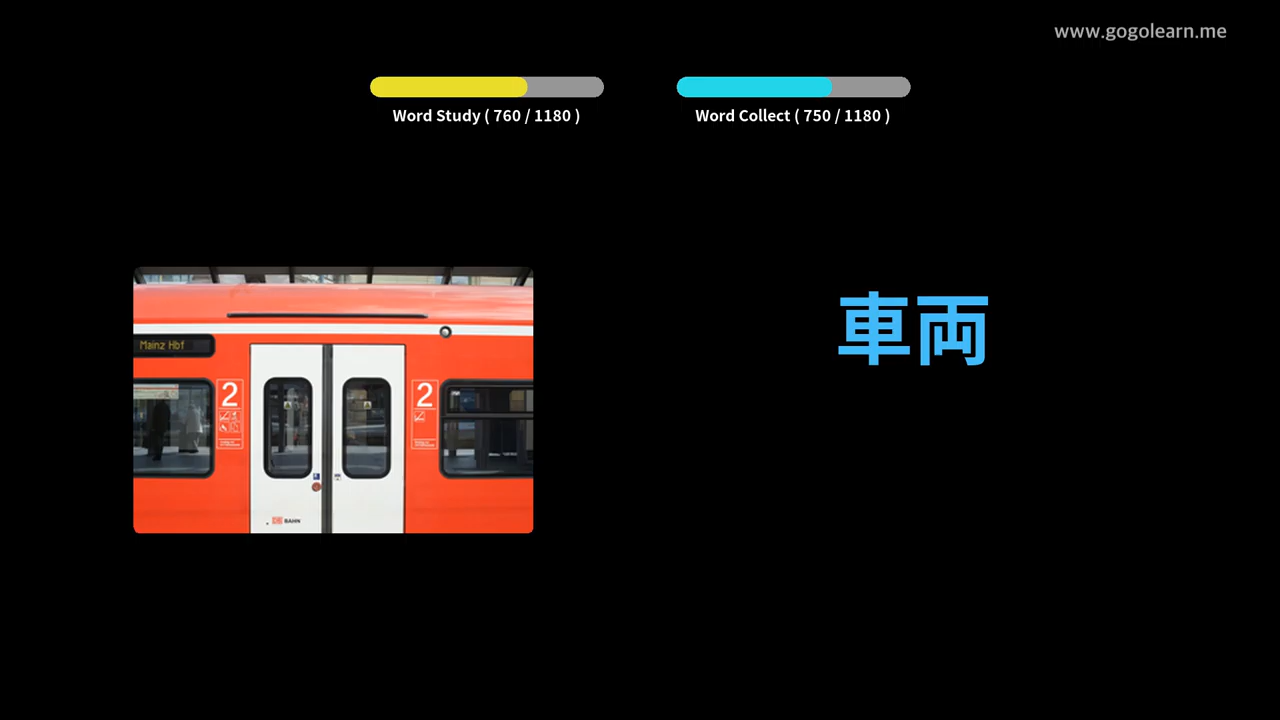 www.gogolearn.me
Word Study ( 760 / 1180 )
Word Collect ( 750 / 1180 )
車両
Mainz Hbf
2
2
DB BAHN